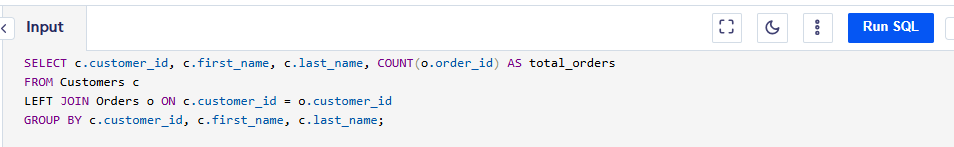 Input
Run SQL
SELECT c.customer_id, c.first_name, c.last_name, COUNT(o.order_id) AS total_orders
FROM Customers c
LEFT JOIN Orders o ON c.customer_id = o.customer_id
GROUP BY c.customer_id, c.first_name, c.last_name;